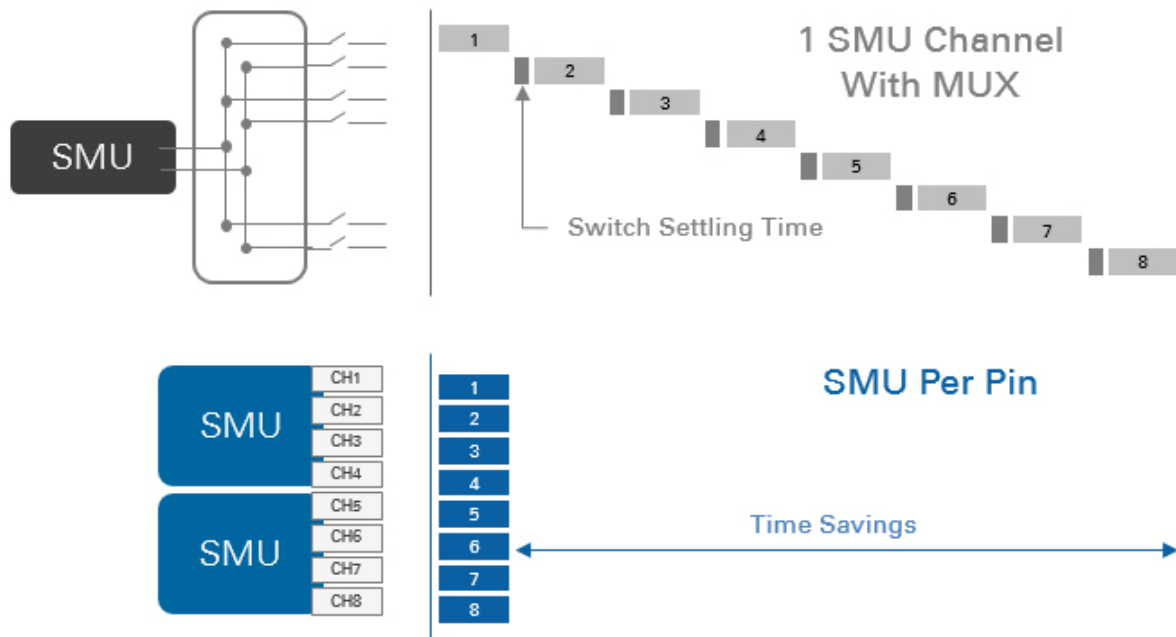 1 SMU Channel
With MUX
1
2
3
4
5
6
7
8
SMU
Switch Settling Time
SMU Per Pin
SMU
CH1
CH2
CH3
CH4
SMU
CH5
CH6
CH7
CH8
1
2
3
4
5
6
7
8
Time Savings